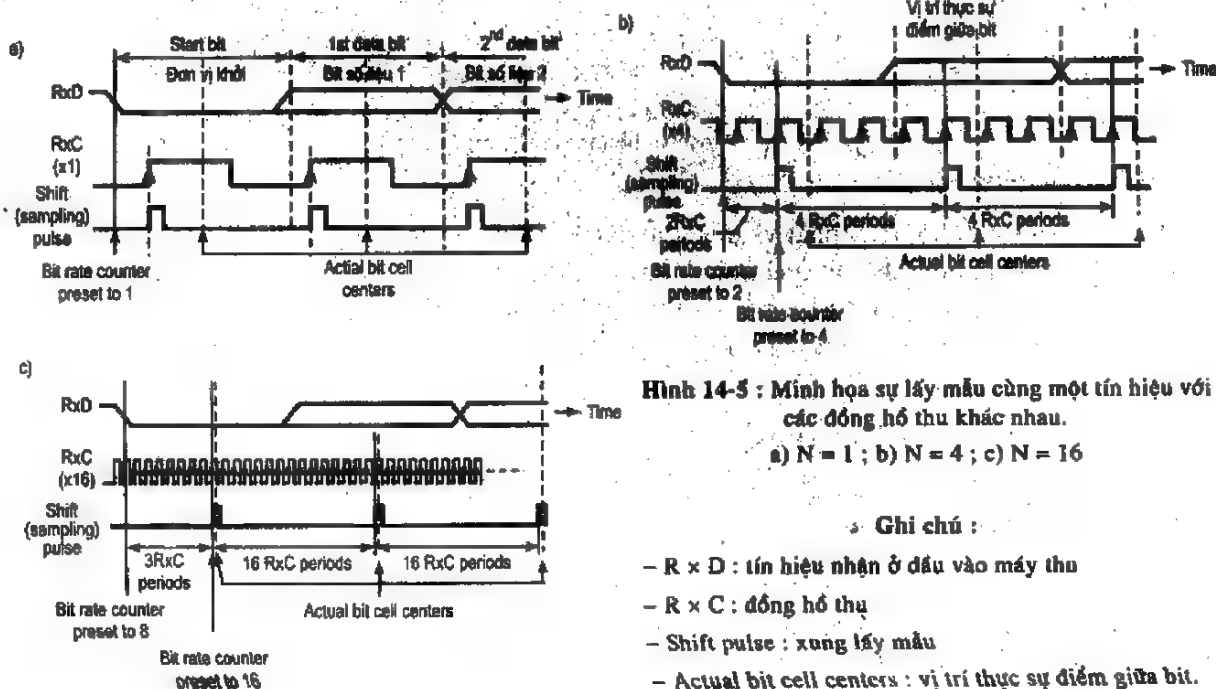 a)
Start bit
1st data bit
2nd data bit
Đơn vị khởi
Bit số liệu 1
Bit số liệu 2
RxD
Time
RxC
(x1)
Shift
(sampling)
pulse
Bit rate counter
preset to 1
Actial bit cell
centers
b)
Vị trí thực sự
điểm giữa bit
RxD
Time
RxC
(x4)
Shift
(sampling)
pulse
2RxC
periods
4 RxC periods
4 RxC periods
Bit rate counter
preset to 2
Actual bit cell centers
Bit rate counter
preset to 4
c)
RxD
Time
RxC
(x16)
Shift
(sampling)
pulse
3RxC
periods
16 RxC periods
16 RxC periods
Bit rate counter
preset to 8
Actual bit cell centers
Bit rate counter
preset to 16
Hình 14-5 : Minh họa sự lấy mẫu cùng một tín hiệu với
các đồng hồ thu khác nhau.
a) N = 1 ; b) N = 4 ; c) N = 16
Ghi chú :
– R × D : tín hiệu nhận ở đầu vào máy thu
– R × C : đồng hồ thu
– Shift pulse : xung lấy mẫu
– Actual bit cell centers : vị trí thực sự điểm giữa bit.